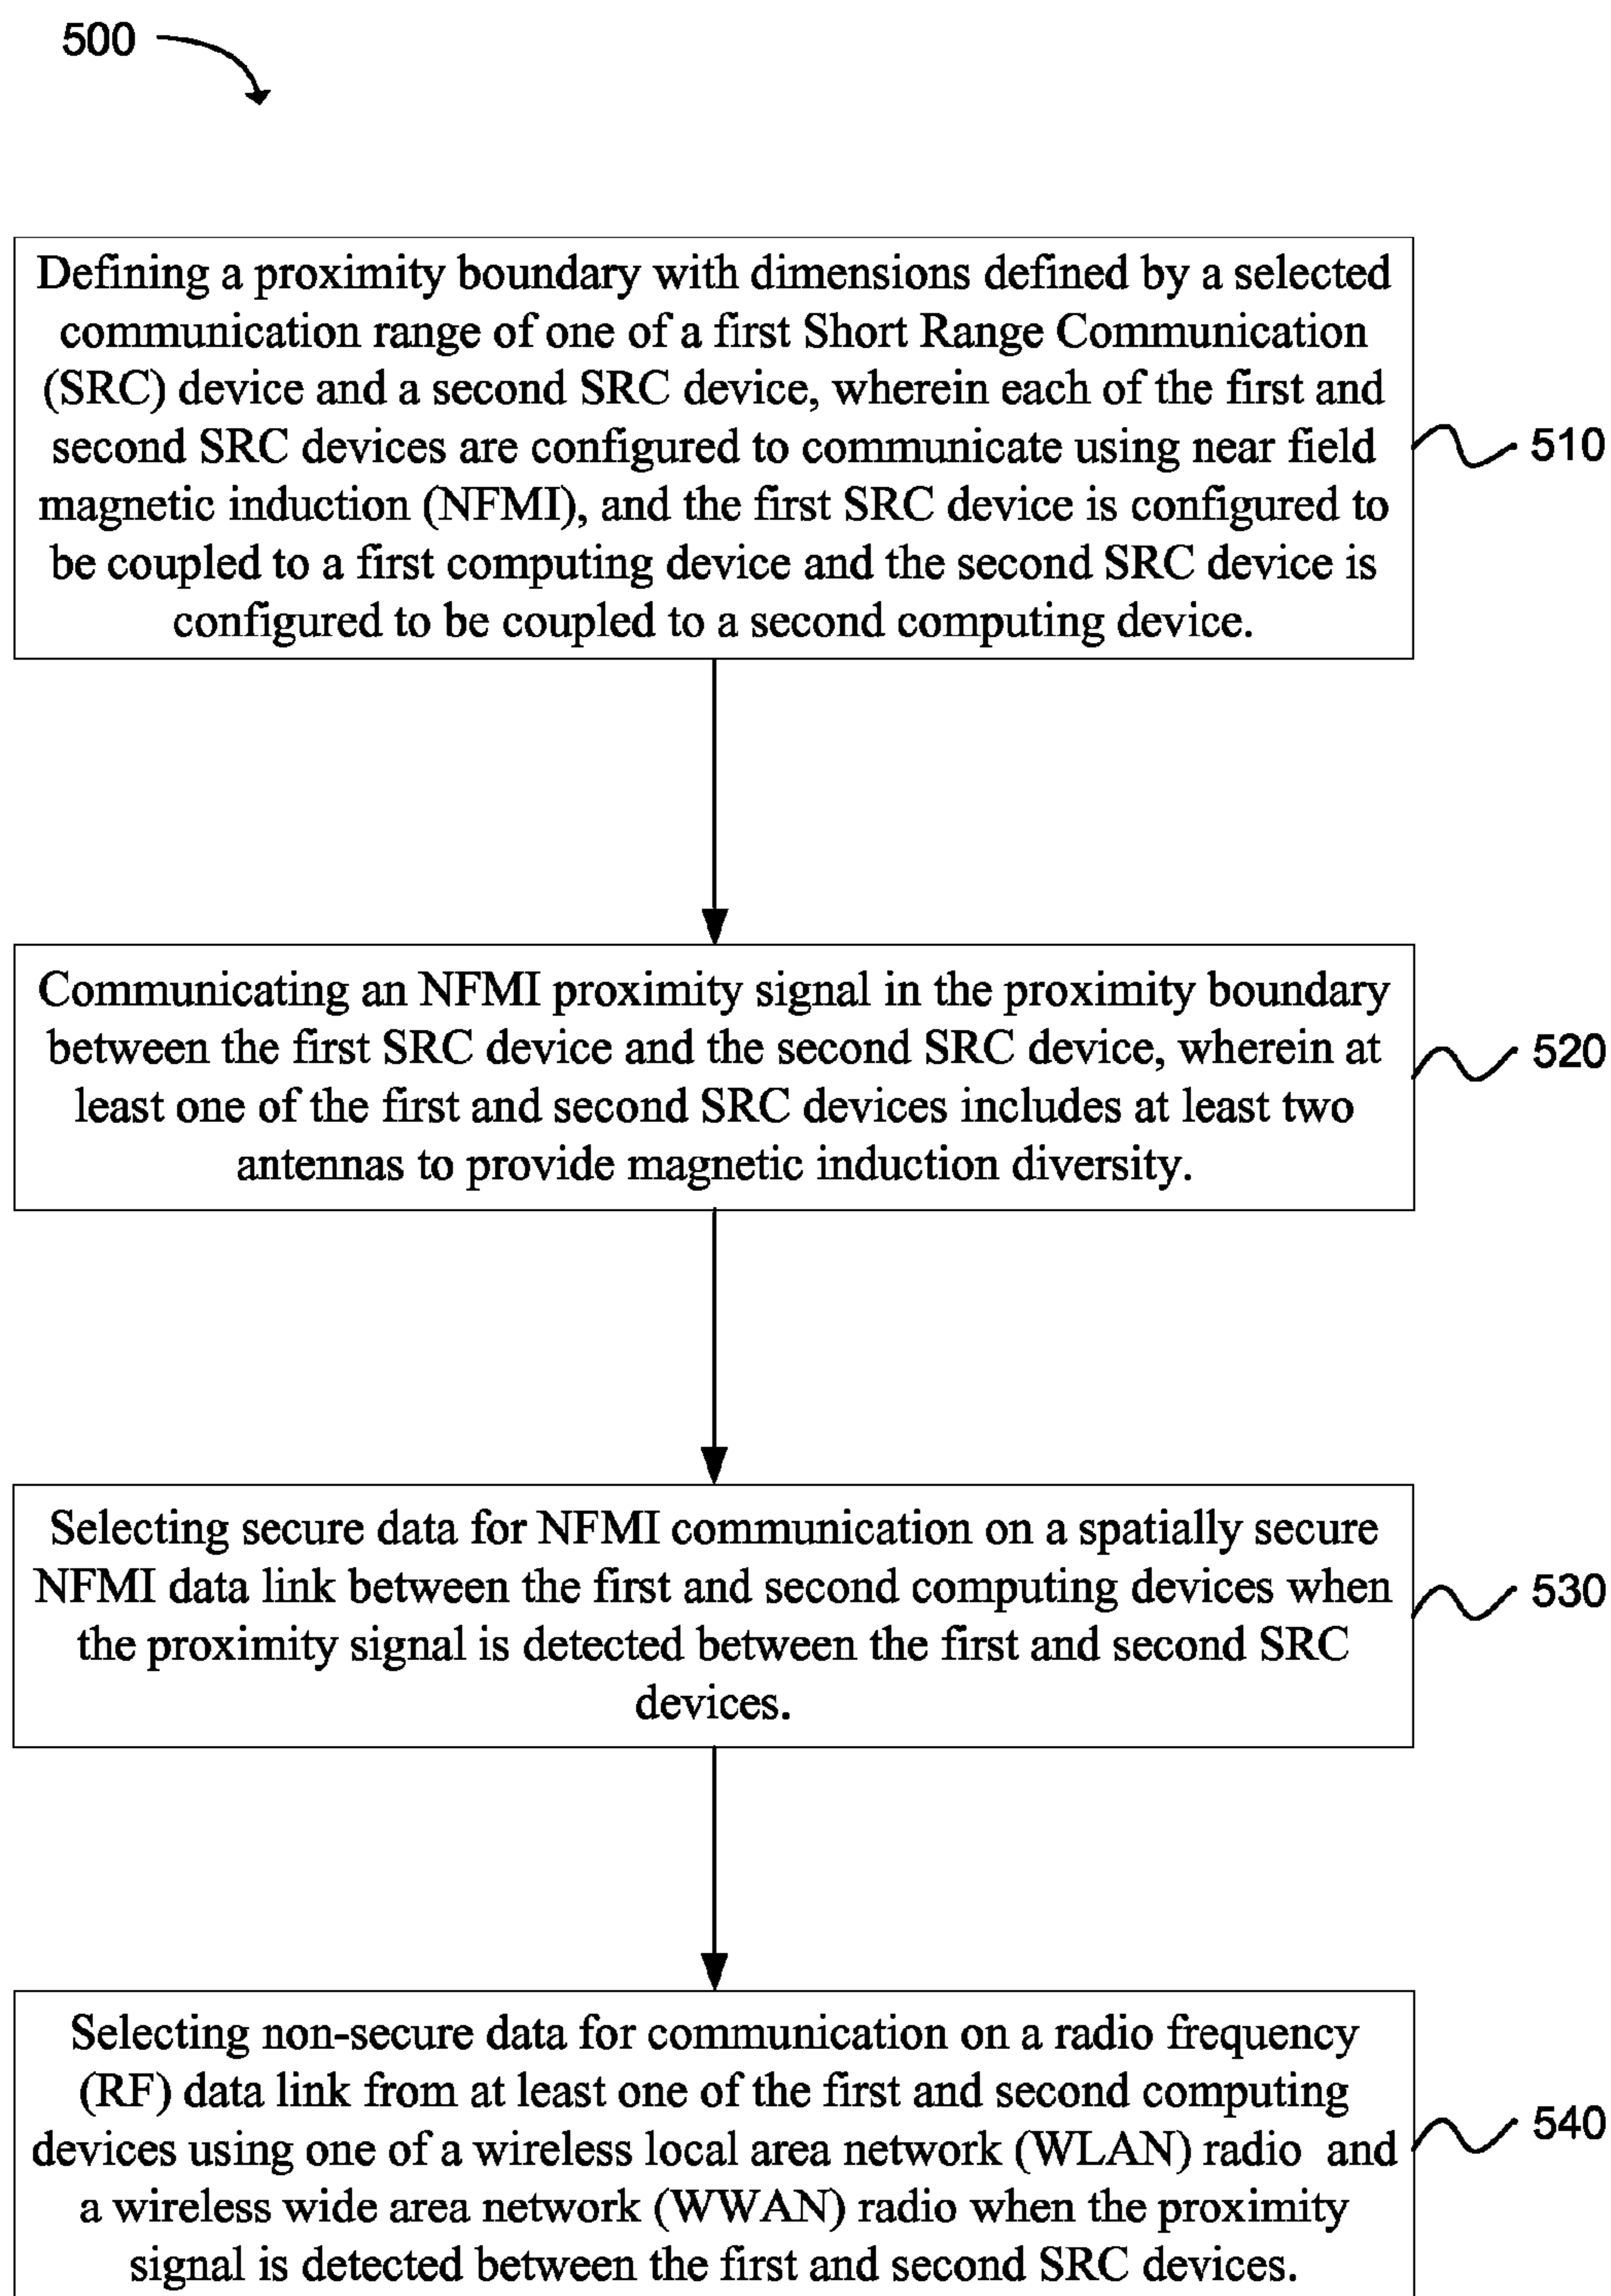 500
Defining a proximity boundary with dimensions defined by a selected
communication range of one of a first Short Range Communication
(SRC) device and a second SRC device, wherein each of the first and
second SRC devices are configured to communicate using near field
magnetic induction (NFMI), and the first SRC device is configured to
be coupled to a first computing device and the second SRC device is
configured to be coupled to a second computing device.
510
Communicating an NFMI proximity signal in the proximity boundary
between the first SRC device and the second SRC device, wherein at
least one of the first and second SRC devices includes at least two
antennas to provide magnetic induction diversity.
520
Selecting secure data for NFMI communication on a spatially secure
NFMI data link between the first and second computing devices when
the proximity signal is detected between the first and second SRC
devices.
530
Selecting non-secure data for communication on a radio frequency
(RF) data link from at least one of the first and second computing
devices using one of a wireless local area network (WLAN) radio and
a wireless wide area network (WWAN) radio when the proximity
signal is detected between the first and second SRC devices.
540